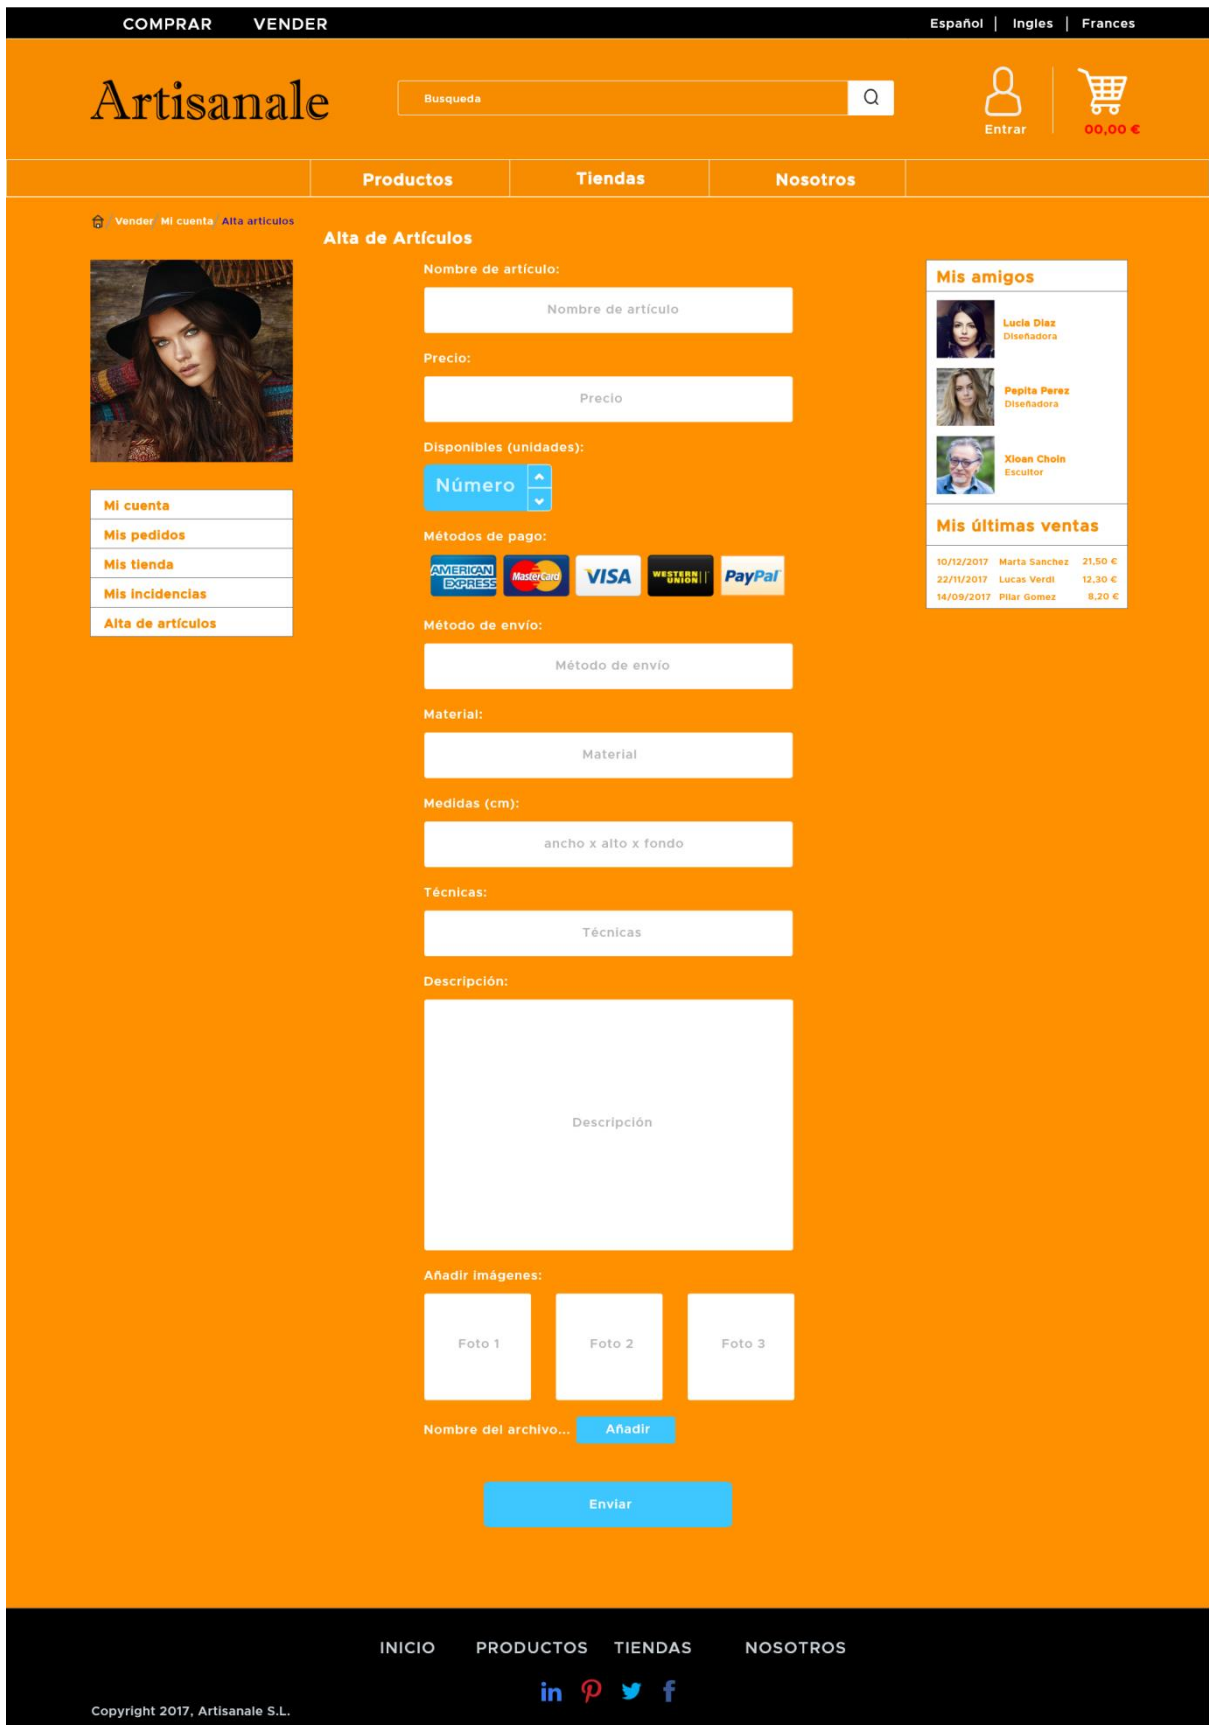 COMPRAR VENDER Español | Ingles | Frances
Artisanale
Busqueda
Entrar
00,00 €
Productos Tiendas Nosotros
Vender Mi cuenta Alta articulos
Alta de Artículos
Mi cuenta
Mis pedidos
Mis tienda
Mis incidencias
Alta de artículos
Nombre de artículo:
Nombre de artículo
Precio:
Precio
Disponibles (unidades):
Número
Métodos de pago:
AMERICAN EXPRESS
MasterCard
VISA
WESTERN UNION
PayPal
Método de envío:
Método de envío
Material:
Material
Medidas (cm):
ancho x alto x fondo
Técnicas:
Técnicas
Descripción:
Descripción
Añadir imágenes:
Foto 1 Foto 2 Foto 3
Nombre del archivo... Añadir
Enviar
Mis amigos
Lucia Diaz
Diseñadora
Pepita Perez
Diseñadora
Xioan Choin
Escultor
Mis últimas ventas
10/12/2017 Marta Sanchez 21,50 €
22/11/2017 Lucas Verdi 12,30 €
14/09/2017 Pilar Gomez 8,20 €
INICIO PRODUCTOS TIENDAS NOSOTROS
Copyright 2017, Artisanale S.L.